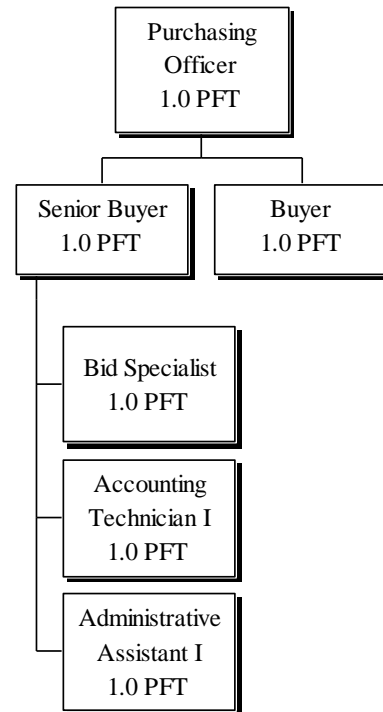 Purchasing
Officer
1.0 PFT
Senior Buyer
1.0 PFT
Buyer
1.0 PFT
Bid Specialist
1.0 PFT
Accounting
Technician I
1.0 PFT
Administrative
Assistant I
1.0 PFT